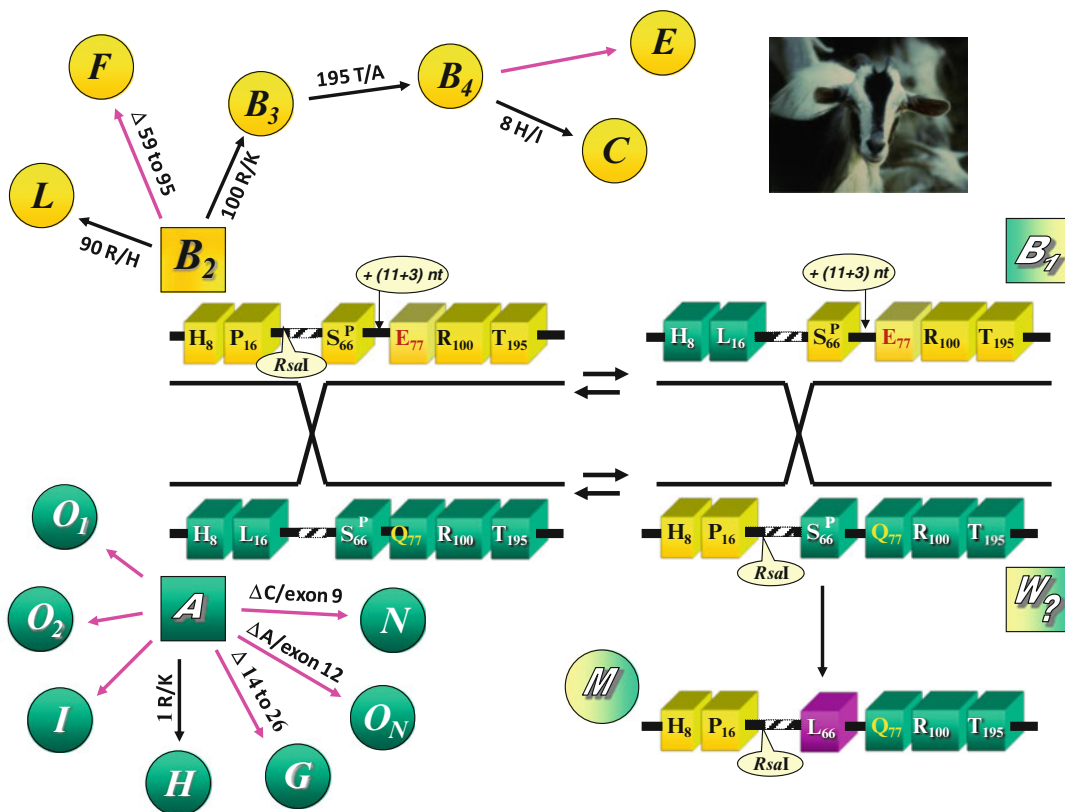 F
E
B3
195 T/A
B4
Δ 59 to 95
8 H/I
C
100 R/K
L
90 R/H
B2
B1
+ (11+3) nt
+ (11+3) nt
H8 P16 S66P E77 R100 T195
RsaI
H8 L16 S66P E77 R100 T195
H8 L16 S66P Q77 R100 T195
H8 P16 S66P Q77 R100 T195
RsaI
O1
A
ΔC/exon 9
N
O2
ΔA/exon 12
W?
Δ 14 to 26
1 R/K
I
ON
M
H8 P16 L66 Q77 R100 T195
RsaI
H
G